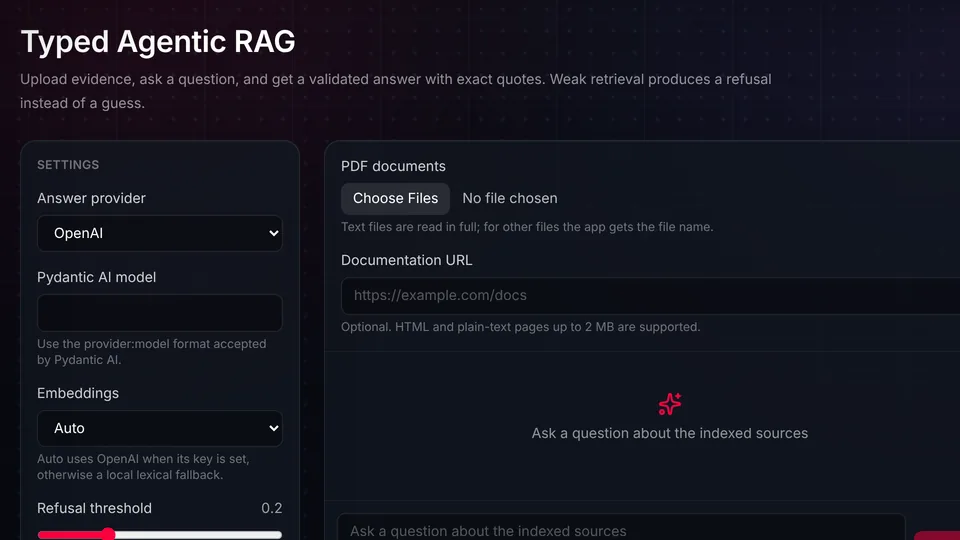 Typed Agentic RAG
Upload evidence, ask a question, and get a validated answer with exact quotes. Weak retrieval produces a refusal
instead of a guess.
SETTINGS
Answer provider
OpenAI
Pydantic AI model
Use the provider:model format accepted
by Pydantic AI.
Embeddings
Auto
Auto uses OpenAI when its key is set,
otherwise a local lexical fallback.
Refusal threshold 0.2
PDF documents
Choose Files No file chosen
Text files are read in full; for other files the app gets the file name.
Documentation URL
https://example.com/docs
Optional. HTML and plain-text pages up to 2 MB are supported.
Ask a question about the indexed sources
Ask a question about the indexed sources